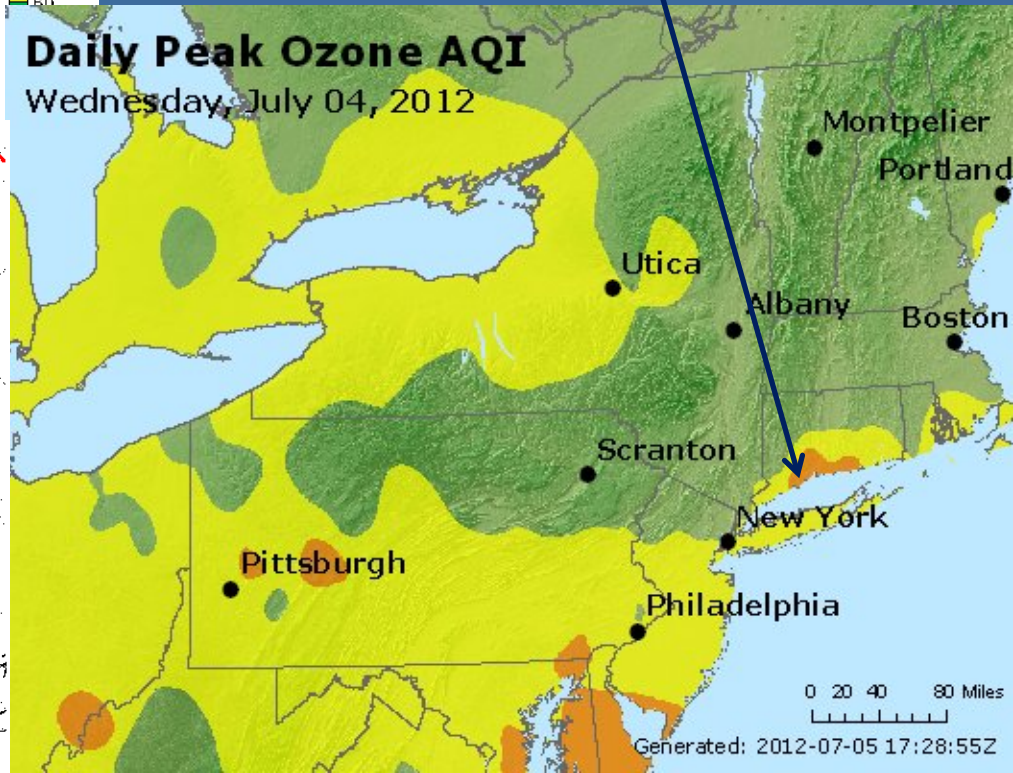 Daily Peak Ozone AQI
Wednesday, July 04, 2012
Montpelier
Portland
Utica
Albany
Boston
Scranton
New York
Pittsburgh
Philadelphia
0 20 40 80 Miles
Generated: 2012-07-05 17:28:55Z